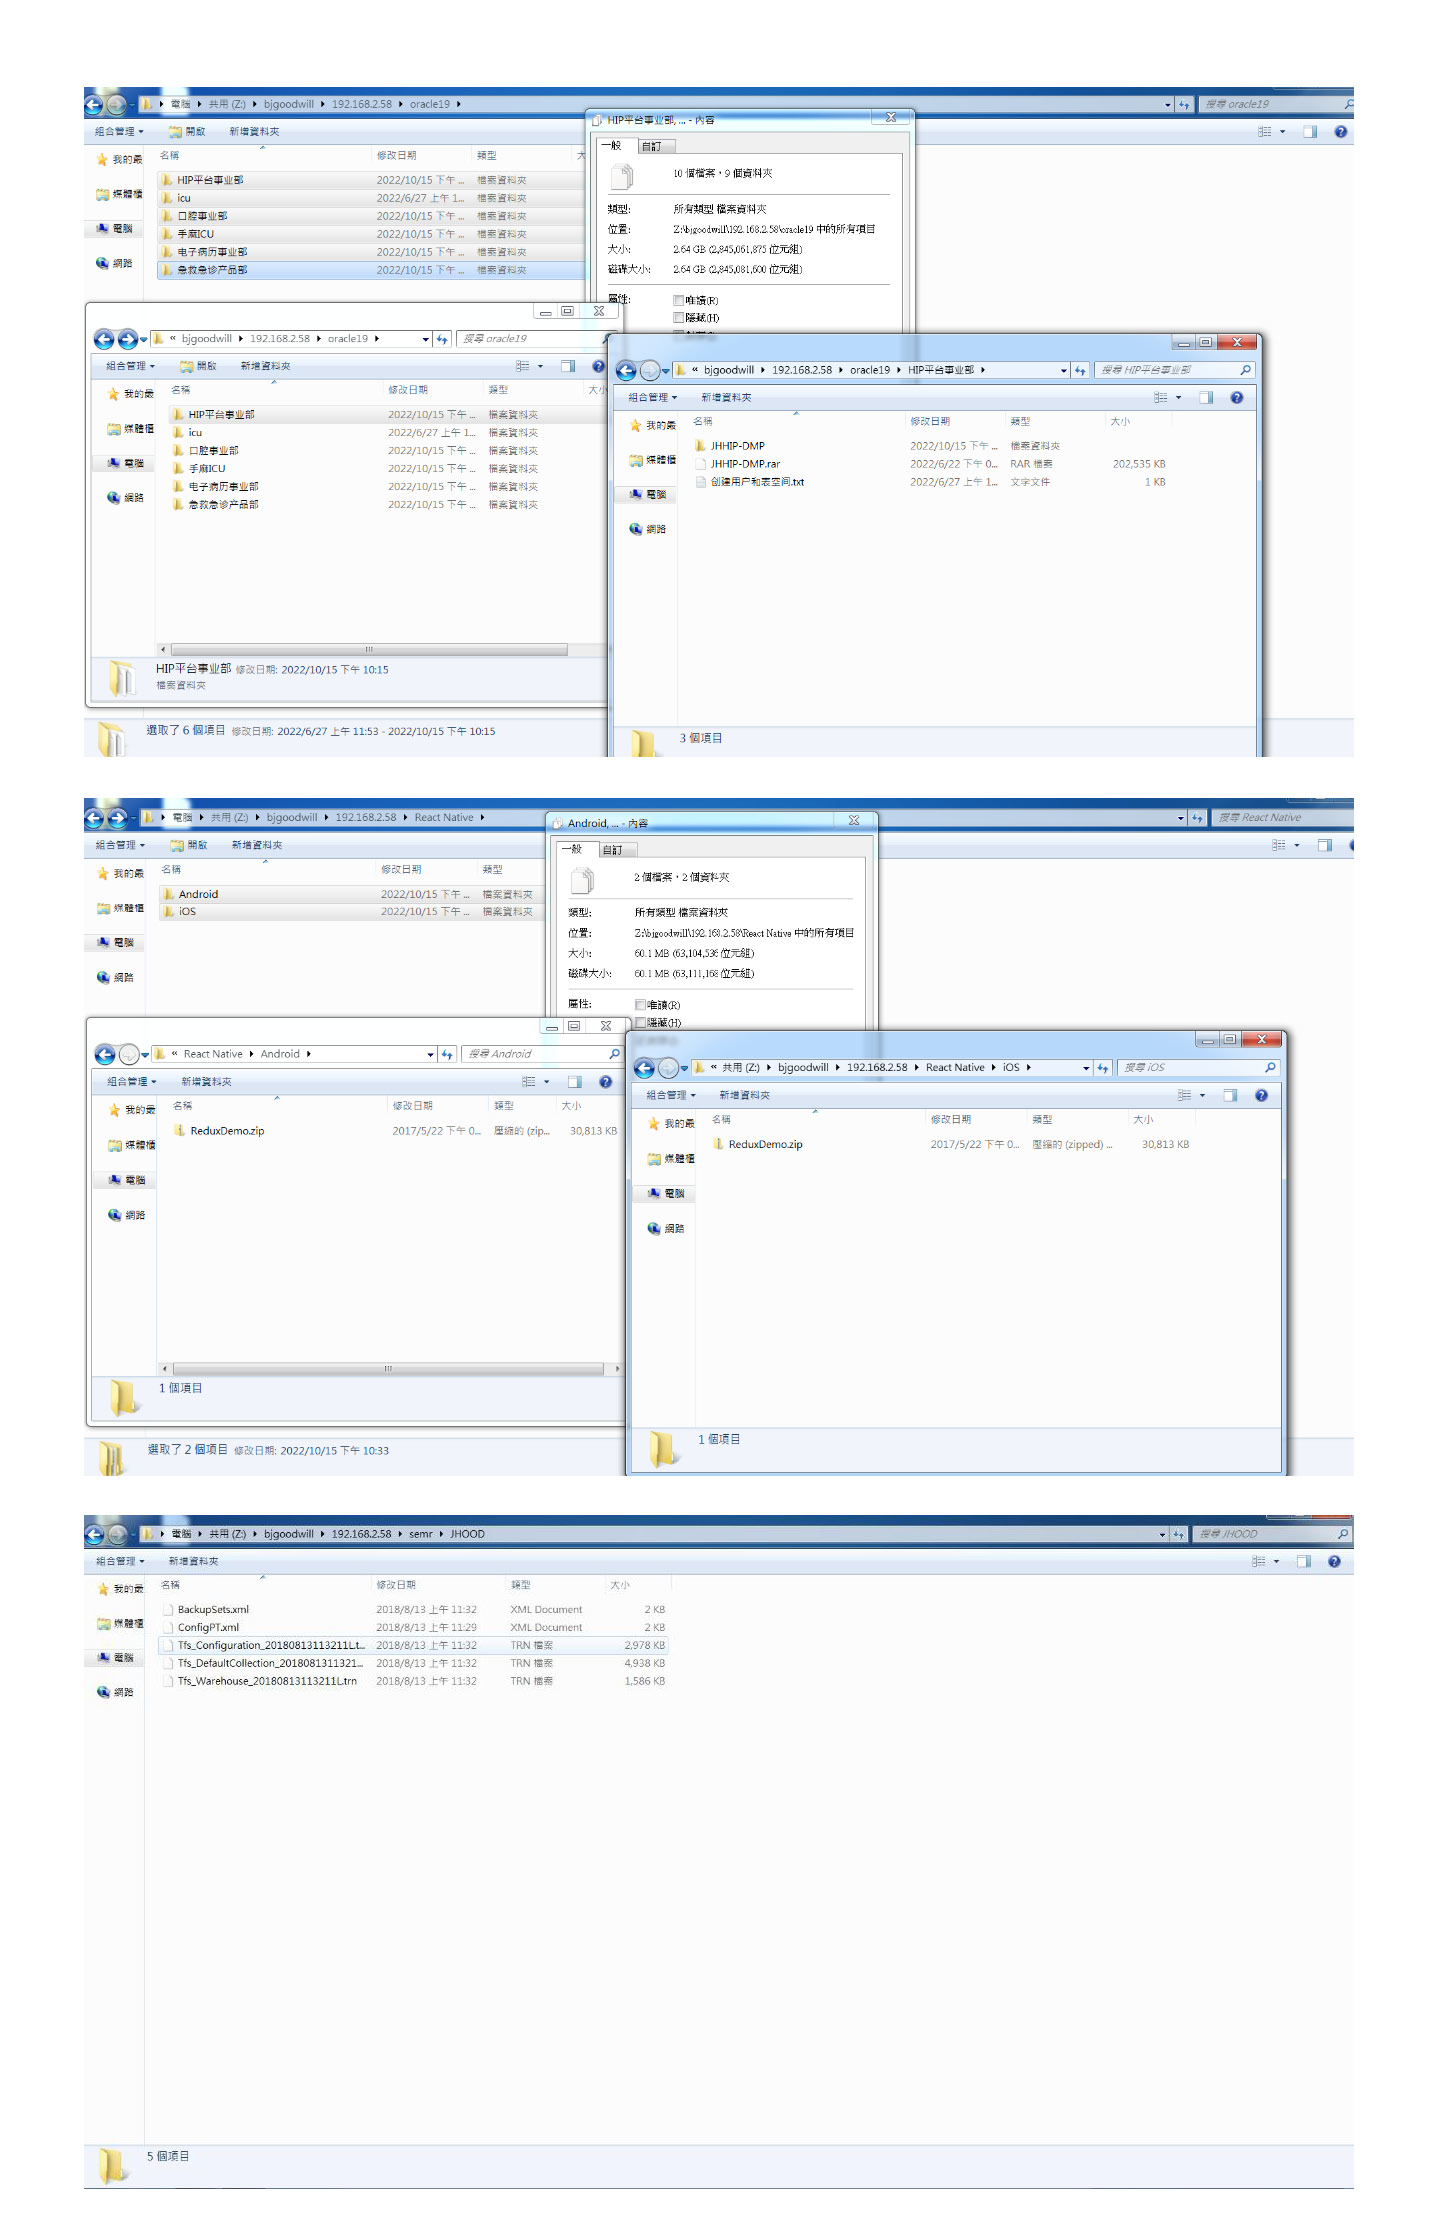 電腦 ▸ 共用 (Z:) ▸ bjgoodwill ▸ 192.168.2.58 ▸ oracle19 ▸
搜尋 oracle19
組合管理 開啟 新增資料夾
我的最
媒體櫃
電腦
網路
名稱 修改日期 類型 大
HIP平台事业部 2022/10/15 下午 ... 檔案資料夾
icu 2022/6/27 上午 1... 檔案資料夾
口腔事业部 2022/10/15 下午 ... 檔案資料夾
手麻ICU 2022/10/15 下午 ... 檔案資料夾
电子病历事业部 2022/10/15 下午 ... 檔案資料夾
急救急诊产品部 2022/10/15 下午 ... 檔案資料夾
HIP平台事业部, ... - 內容
一般 自訂
10 個檔案，9 個資料夾
類型: 所有類型 檔案資料夾
位置: Z:\bjgoodwill\192.168.2.58\oracle19 中的所有項目
大小: 2.64 GB (2,845,061,875 位元組)
磁碟大小: 2.64 GB (2,845,081,600 位元組)
屬性: 唯讀(R)
隱藏(H)
« bjgoodwill ▸ 192.168.2.58 ▸ oracle19 ▸
搜尋 oracle19
組合管理 開啟 新增資料夾
我的最
媒體櫃
電腦
網路
名稱 修改日期 類型 大小
HIP平台事业部 2022/10/15 下午 ... 檔案資料夾
icu 2022/6/27 上午 1... 檔案資料夾
口腔事业部 2022/10/15 下午 ... 檔案資料夾
手麻ICU 2022/10/15 下午 ... 檔案資料夾
电子病历事业部 2022/10/15 下午 ... 檔案資料夾
急救急诊产品部 2022/10/15 下午 ... 檔案資料夾
HIP平台事业部 修改日期: 2022/10/15 下午 10:15
檔案資料夾
« bjgoodwill ▸ 192.168.2.58 ▸ oracle19 ▸ HIP平台事业部 ▸
搜尋 HIP平台事业部
組合管理 新增資料夾
我的最
媒體櫃
電腦
網路
名稱 修改日期 類型 大小
JHHIP-DMP 2022/10/15 下午 ... 檔案資料夾
JHHIP-DMP.rar 2022/6/22 下午 0... RAR 檔案 202,535 KB
创建用户和表空间.txt 2022/6/27 上午 1... 文字文件 1 KB
3 個項目
選取了 6 個項目 修改日期: 2022/6/27 上午 11:53 - 2022/10/15 下午 10:15
電腦 ▸ 共用 (Z:) ▸ bjgoodwill ▸ 192.168.2.58 ▸ React Native ▸
搜尋 React Native
組合管理 開啟 新增資料夾
我的最
媒體櫃
電腦
網路
名稱 修改日期 類型
Android 2022/10/15 下午 ... 檔案資料夾
iOS 2022/10/15 下午 ... 檔案資料夾
Android, ... - 內容
一般 自訂
2 個檔案，2 個資料夾
類型: 所有類型 檔案資料夾
位置: Z:\bjgoodwill\192.168.2.58\React Native 中的所有項目
大小: 60.1 MB (63,104,536 位元組)
磁碟大小: 60.1 MB (63,111,168 位元組)
屬性: 唯讀(R)
隱藏(H)
« React Native ▸ Android ▸
搜尋 Android
組合管理 新增資料夾
我的最
媒體櫃
電腦
網路
名稱 修改日期 類型 大小
ReduxDemo.zip 2017/5/22 下午 0... 壓縮的 (zip... 30,813 KB
1 個項目
« 共用 (Z:) ▸ bjgoodwill ▸ 192.168.2.58 ▸ React Native ▸ iOS ▸
搜尋 iOS
組合管理 新增資料夾
我的最
媒體櫃
電腦
網路
名稱 修改日期 類型 大小
ReduxDemo.zip 2017/5/22 下午 0... 壓縮的 (zipped) ... 30,813 KB
1 個項目
選取了 2 個項目 修改日期: 2022/10/15 下午 10:33
電腦 ▸ 共用 (Z:) ▸ bjgoodwill ▸ 192.168.2.58 ▸ semr ▸ JHOOD
搜尋 JHOOD
組合管理 新增資料夾
我的最
媒體櫃
電腦
網路
名稱 修改日期 類型 大小
BackupSets.xml 2018/8/13 上午 11:32 XML Document 2 KB
ConfigPT.xml 2018/8/13 上午 11:29 XML Document 2 KB
Tfs_Configuration_20180813113211L.t... 2018/8/13 上午 11:32 TRN 檔案 2,978 KB
Tfs_DefaultCollection_2018081311321... 2018/8/13 上午 11:32 TRN 檔案 4,938 KB
Tfs_Warehouse_20180813113211L.trn 2018/8/13 上午 11:32 TRN 檔案 1,586 KB
5 個項目